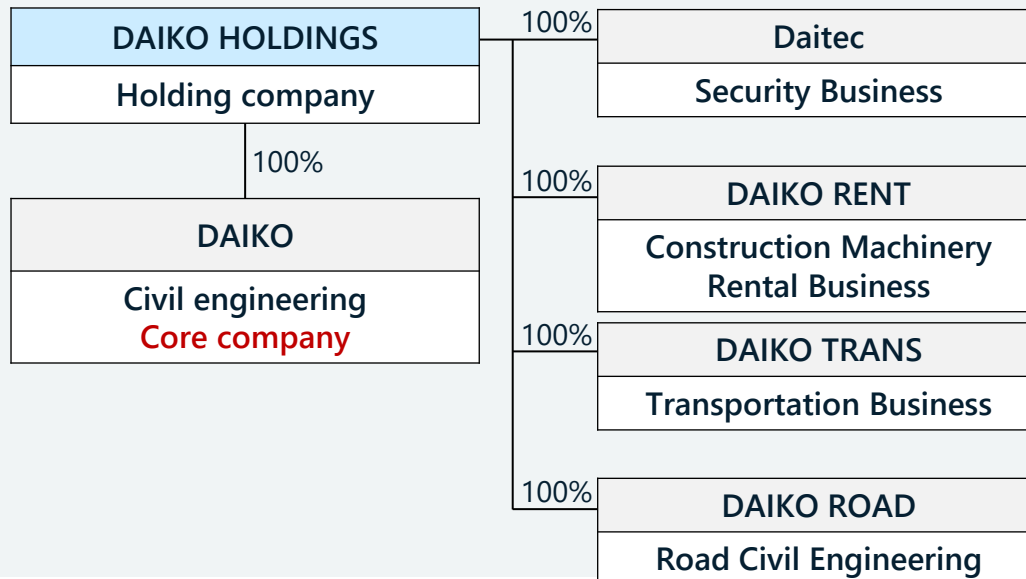 DAIKO HOLDINGS
Holding company
100%
DAIKO
Civil engineering
Core company
100%
Daitec
Security Business
100%
DAIKO RENT
Construction Machinery
Rental Business
100%
DAIKO TRANS
Transportation Business
100%
DAIKO ROAD
Road Civil Engineering